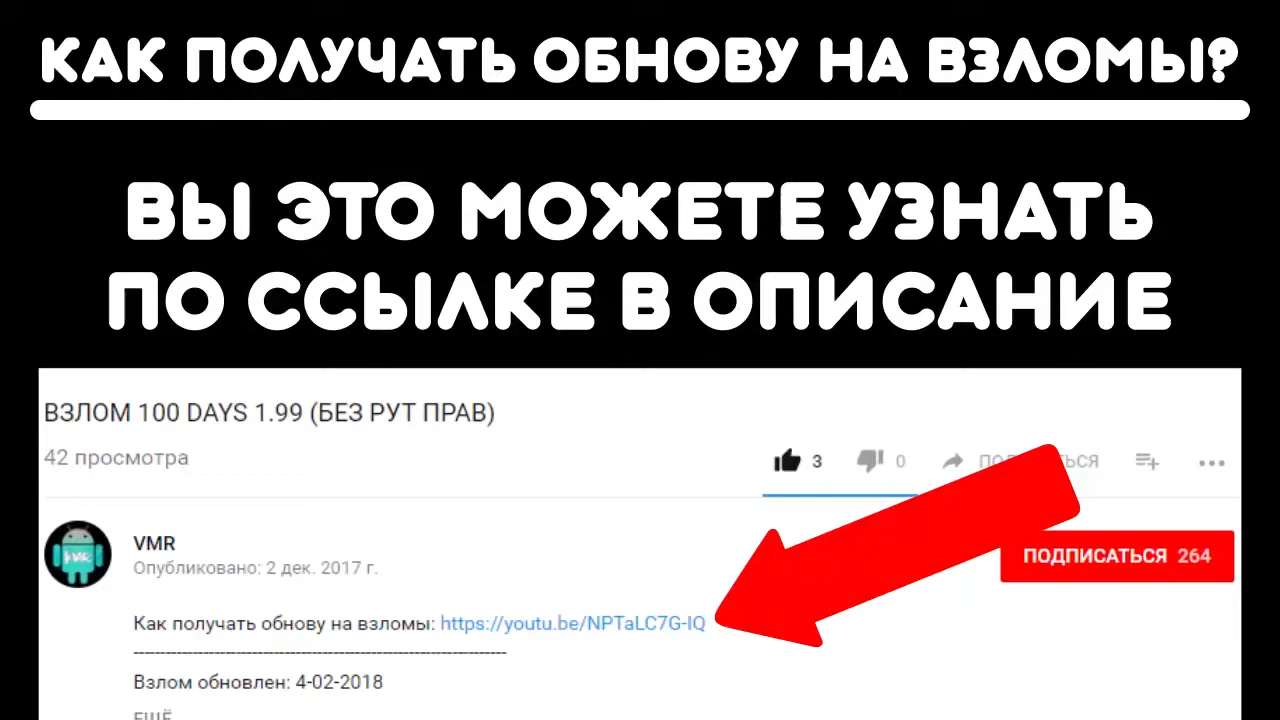 КАК ПОЛУЧАТЬ ОБНОВУ НА ВЗЛОМЫ?
ВЫ ЭТО МОЖЕТЕ УЗНАТЬ
ПО ССЫЛКЕ В ОПИСАНИЕ
ВЗЛОМ 100 DAYS 1.99 (БЕЗ РУТ ПРАВ)
42 просмотра
3 0
VMR
VMR
Опубликовано: 2 дек. 2017 г.
ПОДПИСАТЬСЯ 264
Как получать обнову на взломы: https://youtu.be/NPTaLC7G-IQ
Взлом обновлен: 4-02-2018
ЕЩЁ